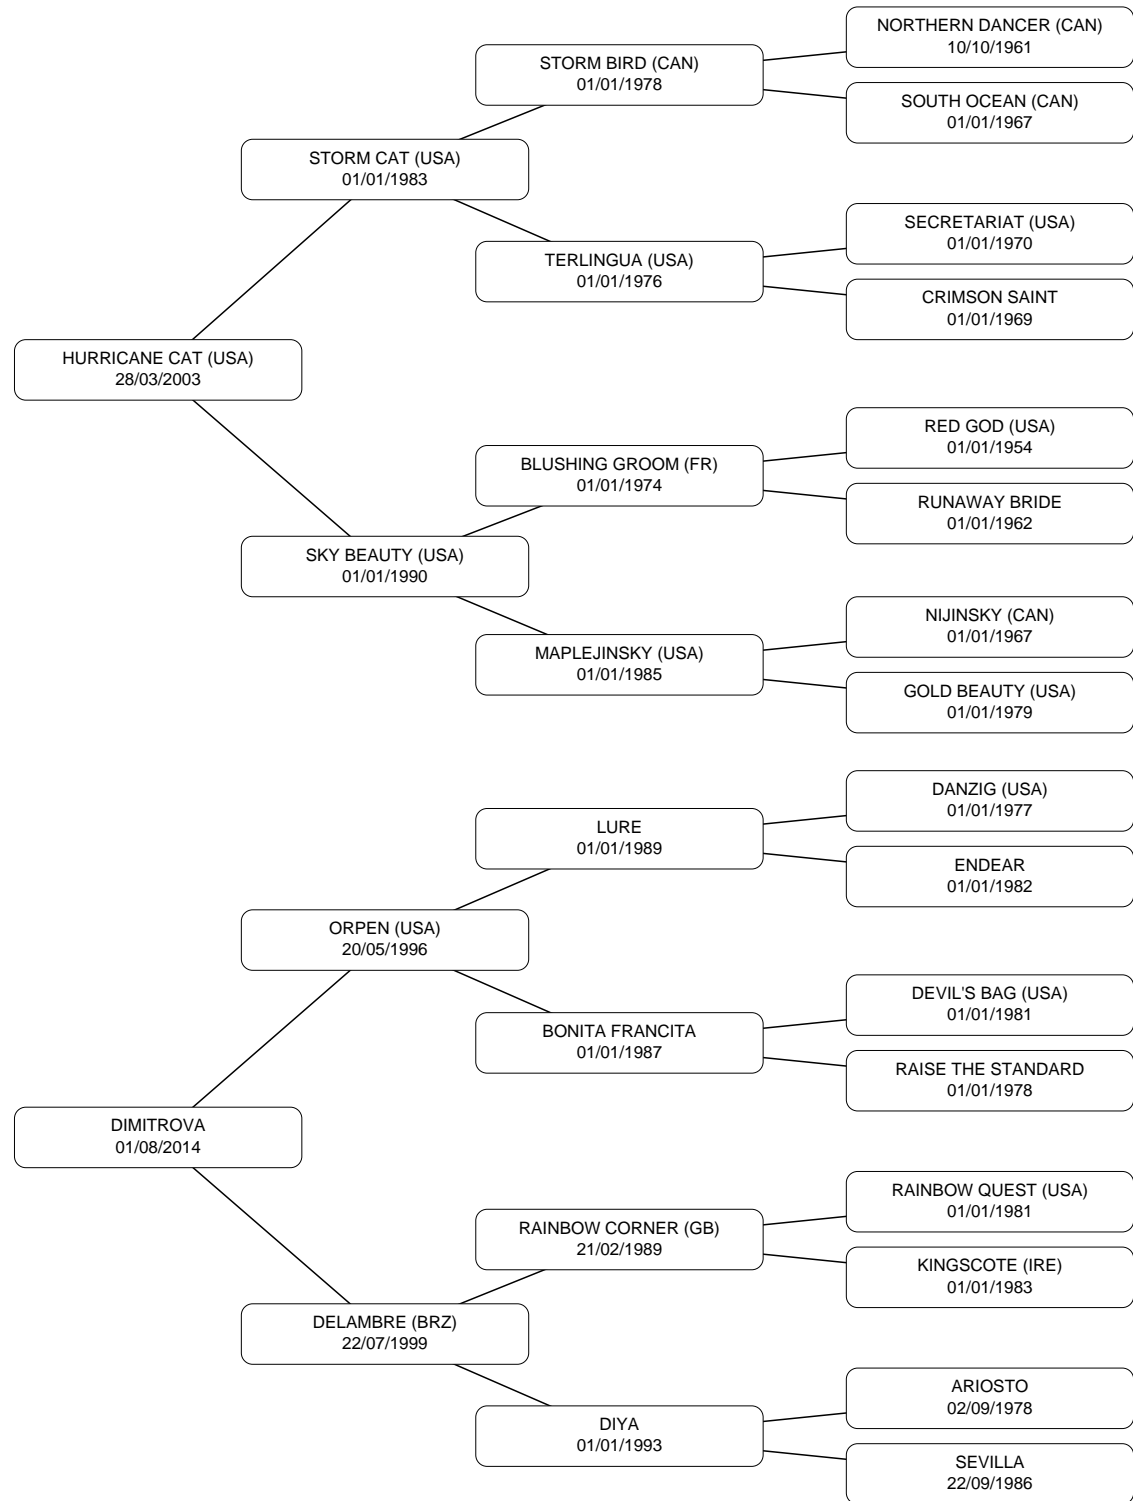 NORTHERN DANCER (CAN)
10/10/1961
STORM BIRD (CAN)
01/01/1978
SOUTH OCEAN (CAN)
01/01/1967
STORM CAT (USA)
01/01/1983
SECRETARIAT (USA)
01/01/1970
TERLINGUA (USA)
01/01/1976
CRIMSON SAINT
01/01/1969
HURRICANE CAT (USA)
28/03/2003
RED GOD (USA)
01/01/1954
BLUSHING GROOM (FR)
01/01/1974
RUNAWAY BRIDE
01/01/1962
SKY BEAUTY (USA)
01/01/1990
NIJINSKY (CAN)
01/01/1967
MAPLEJINSKY (USA)
01/01/1985
GOLD BEAUTY (USA)
01/01/1979
DANZIG (USA)
01/01/1977
LURE
01/01/1989
ENDEAR
01/01/1982
ORPEN (USA)
20/05/1996
DEVIL'S BAG (USA)
01/01/1981
BONITA FRANCITA
01/01/1987
RAISE THE STANDARD
01/01/1978
DIMITROVA
01/08/2014
RAINBOW QUEST (USA)
01/01/1981
RAINBOW CORNER (GB)
21/02/1989
KINGSCOTE (IRE)
01/01/1983
DELAMBRE (BRZ)
22/07/1999
ARIOSTO
02/09/1978
DIYA
01/01/1993
SEVILLA
22/09/1986